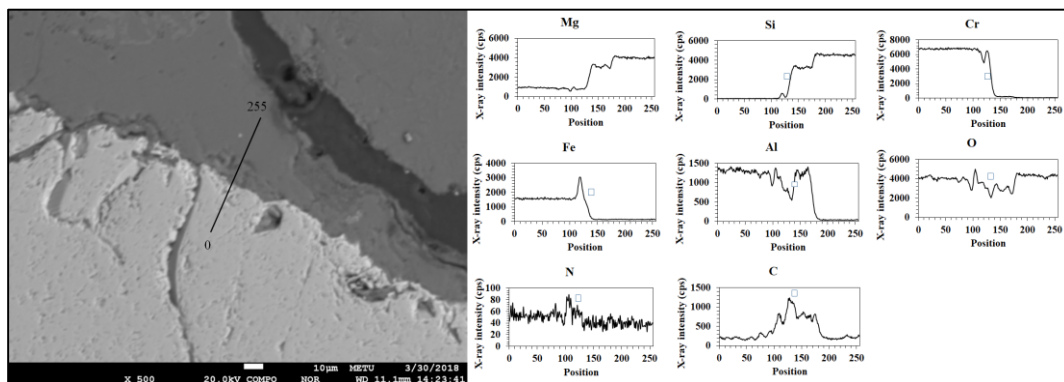 255
0
10µm METU 3/30/2018
X 500 20.0kV COMPO NOR WD 11.1mm 14:23:41
Mg
X-ray intensity (cps)
6000
4000
2000
0
0 50 100 150 200 250
Position
Si
X-ray intensity (cps)
6000
4000
2000
0
0 50 100 150 200 250
Position
Cr
X-ray intensity (cps)
8000
6000
4000
2000
0
0 50 100 150 200 250
Position
Fe
X-ray intensity (cps)
4000
3000
2000
1000
0
0 50 100 150 200 250
Position
Al
X-ray intensity (cps)
1500
1000
500
0
0 50 100 150 200 250
Position
O
X-ray intensity (cps)
6000
4000
2000
0
0 50 100 150 200 250
Position
N
X-ray intensity (cps)
100
80
60
40
20
0
0 50 100 150 200 250
Position
C
X-ray intensity (cps)
1500
1000
500
0
0 50 100 150 200 250
Position